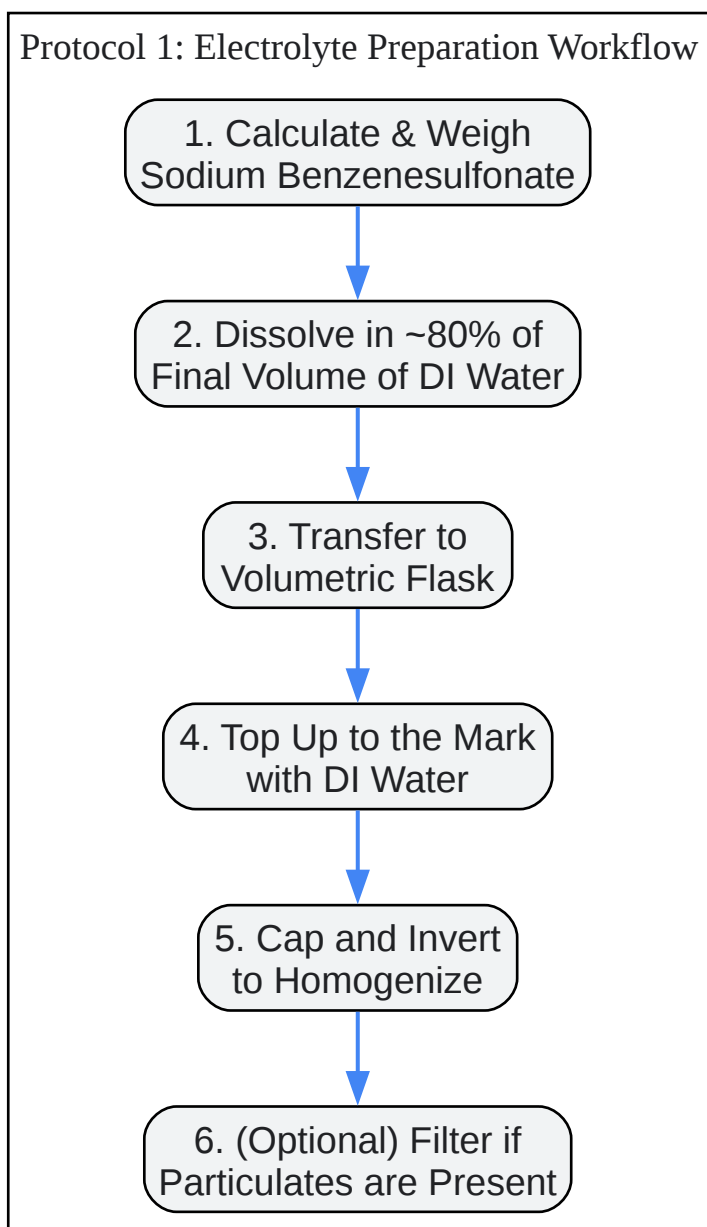 Protocol 1: Electrolyte Preparation Workflow
1. Calculate & Weigh
Sodium Benzenesulfonate
2. Dissolve in ~80% of
Final Volume of DI Water
3. Transfer to
Volumetric Flask
4. Top Up to the Mark
with DI Water
5. Cap and Invert
to Homogenize
6. (Optional) Filter if
Particulates are Present